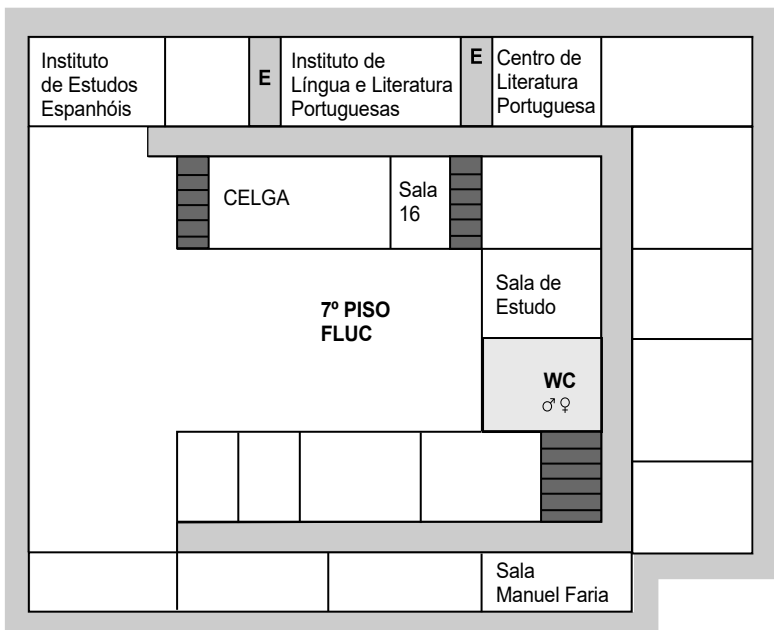 Instituto
de Estudos
Espanhóis
E
Instituto de
Língua e Literatura
Portuguesas
E
Centro de
Literatura
Portuguesa
CELGA
Sala
16
Sala de
Estudo
7º PISO
FLUC
WC
♂♀
Sala
Manuel Faria